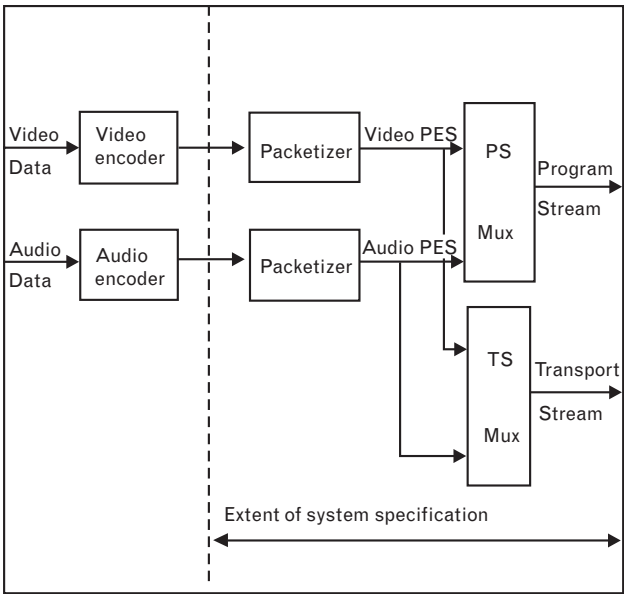 Video
Data
Video
encoder
Packetizer
Video PES
PS
Mux
Program
Stream
Audio
Data
Audio
encoder
Packetizer
Audio PES
TS
Mux
Transport
Stream
Extent of system specification